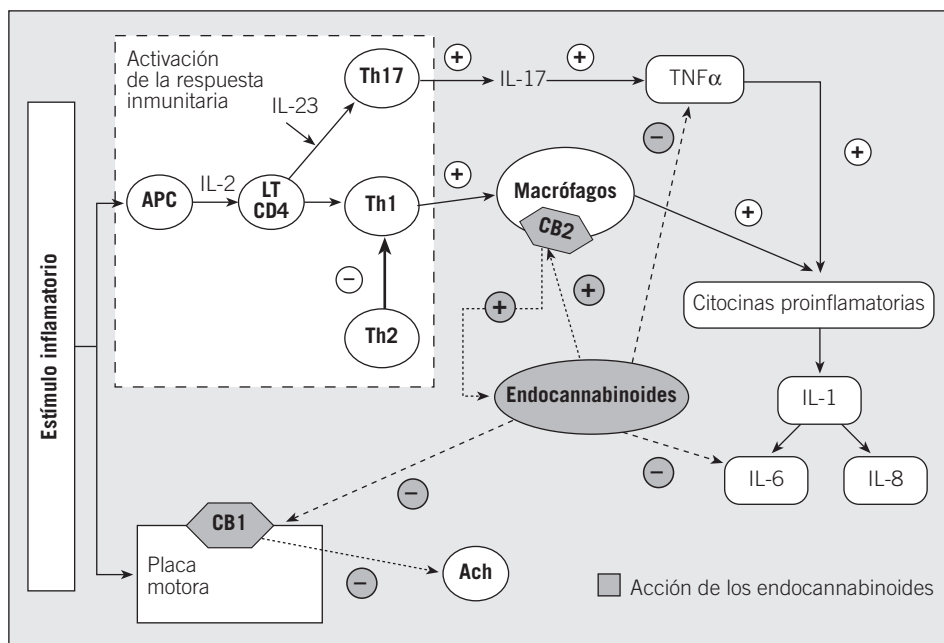 Estímulo inflamatorio
Activación
de la respuesta
inmunitaria
IL-23
Th17
+
IL-17
+
TNFα
−
+
APC
IL-2
LT
CD4
Th1
+
Macrófagos
CB2
+
−
Th2
+
+
Citocinas proinflamatorias
Endocannabinoides
IL-1
−
IL-6
IL-8
−
CB1
Placa
motora
−
Ach
Acción de los endocannabinoides